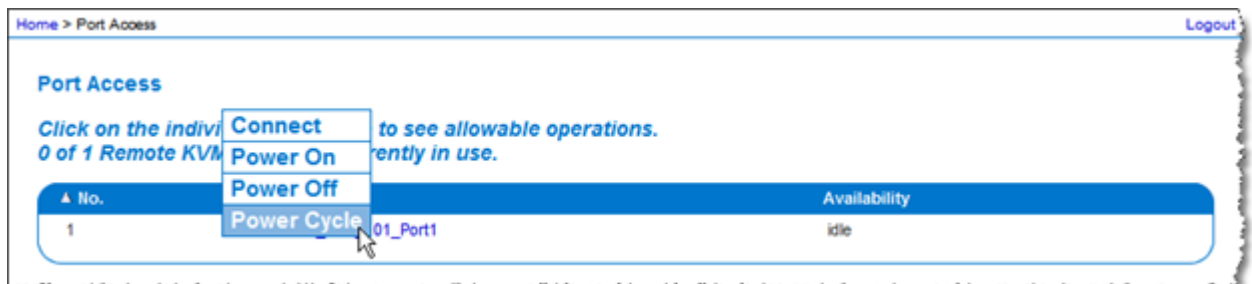 Home > Port Access
Logout
Port Access
Click on the indivi to see allowable operations.
0 of 1 Remote KVM rently in use.
Connect
Power On
Power Off
Power Cycle
▲ No.
Availability
1
01_Port1
idle